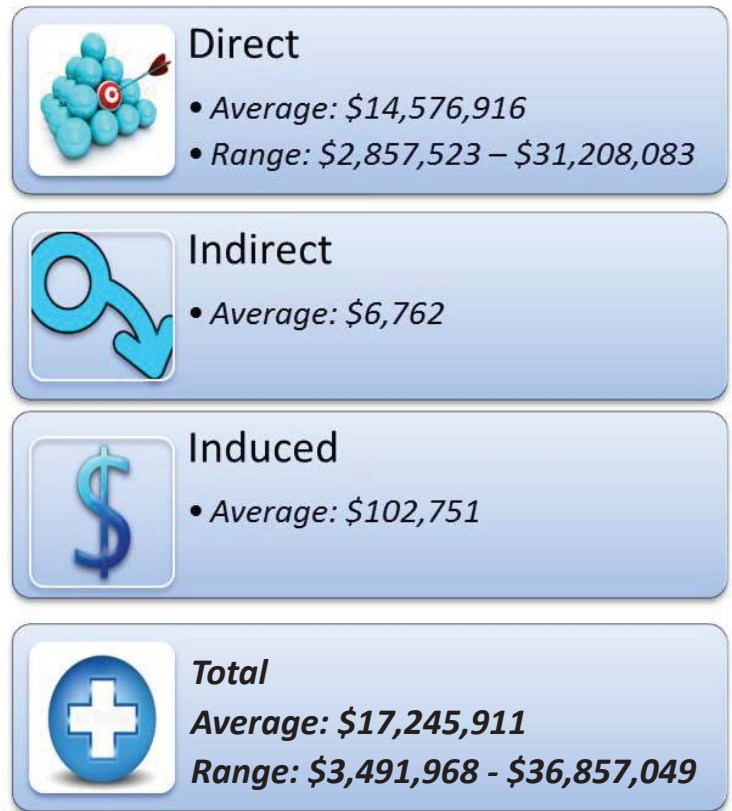 Direct
• Average: $14,576,916
• Range: $2,857,523 – $31,208,083
Indirect
• Average: $6,762
Induced
• Average: $102,751
Total
Average: $17,245,911
Range: $3,491,968 - $36,857,049